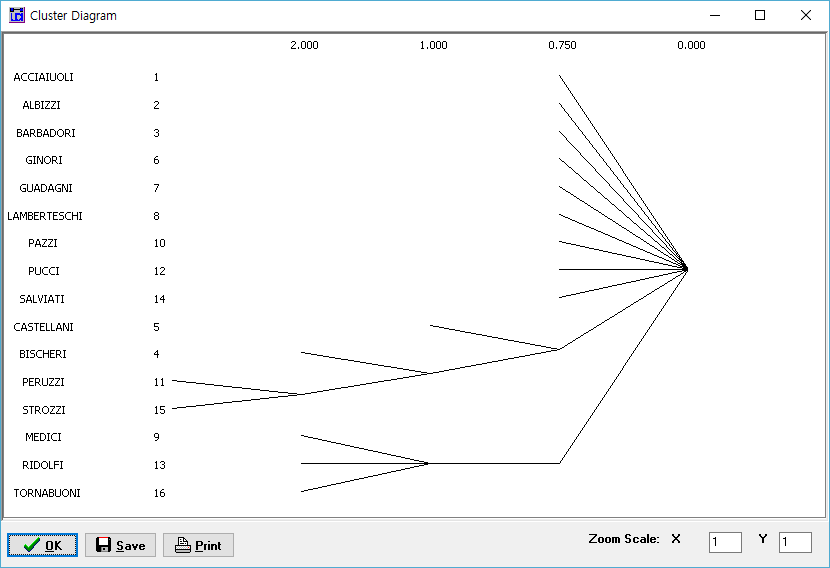 Cluster Diagram
2.000 1.000 0.750 0.000
ACCIAIUOLI 1
ALBIZZI 2
BARBADORI 3
GINORI 6
GUADAGNI 7
LAMBERTESCHI 8
PAZZI 10
PUCCI 12
SALVIATI 14
CASTELLANI 5
BISCHERI 4
PERUZZI 11
STROZZI 15
MEDICI 9
RIDOLFI 13
TORNABUONI 16
OK Save Print Zoom Scale: X 1 Y 1